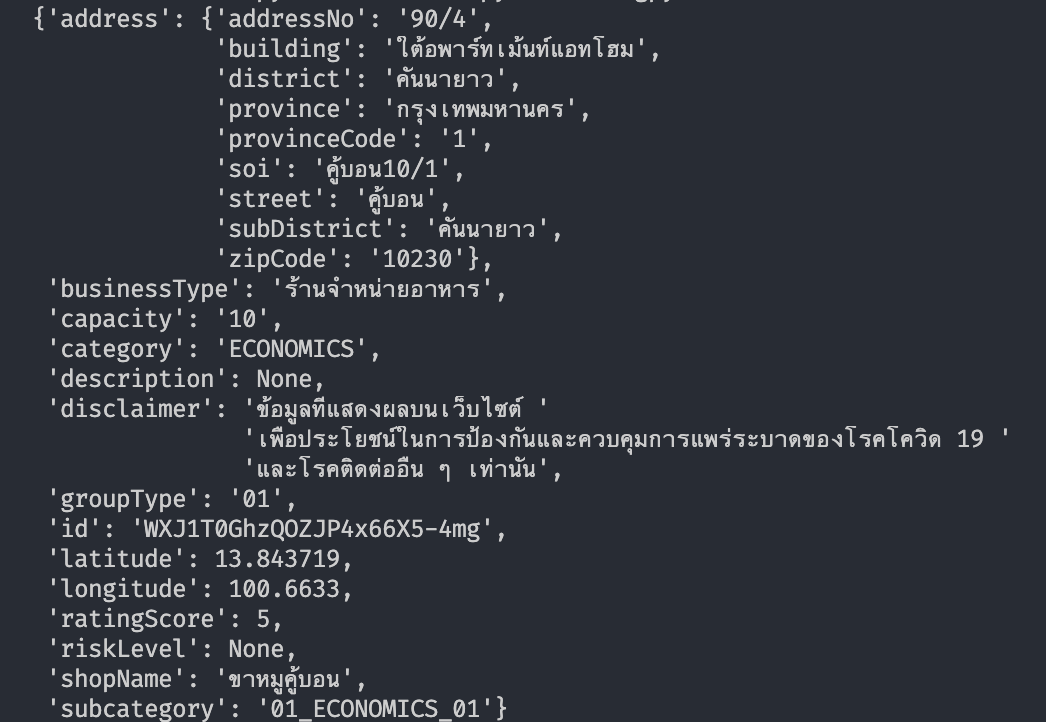 {'address': {'addressNo': '90/4',
'building': 'ใต้อพาร์ทเม้นท์แอทโฮม',
'district': 'คันนายาว',
'province': 'กรุงเทพมหานคร',
'provinceCode': '1',
'soi': 'คู้บอน10/1',
'street': 'คู้บอน',
'subDistrict': 'คันนายาว',
'zipCode': '10230'},
'businessType': 'ร้านจำหน่ายอาหาร',
'capacity': '10',
'category': 'ECONOMICS',
'description': None,
'disclaimer': 'ข้อมูลที่แสดงผลบนเว็บไซต์ '
'เพื่อประโยชน์ในการป้องกันและควบคุมการแพร่ระบาดของโรคโควิด 19 '
'และโรคติดต่ออื่น ๆ เท่านั้น',
'groupType': '01',
'id': 'WXJ1T0GhzQOZJP4x66X5-4mg',
'latitude': 13.843719,
'longitude': 100.6633,
'ratingScore': 5,
'riskLevel': None,
'shopName': 'ขาหมูคู้บอน',
'subcategory': '01_ECONOMICS_01'}